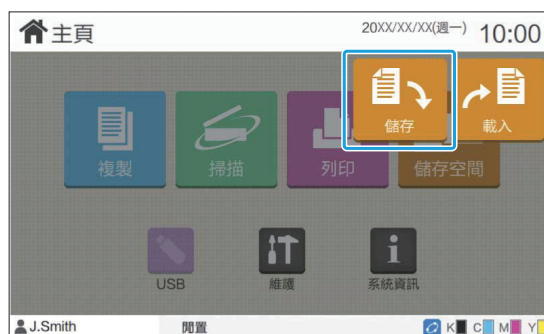 主頁 20XX/XX/XX(週一) 10:00
儲存 載入
複製 掃描 列印 儲存空間
USB 維護 系統資訊
J.Smith 閒置 K C M Y